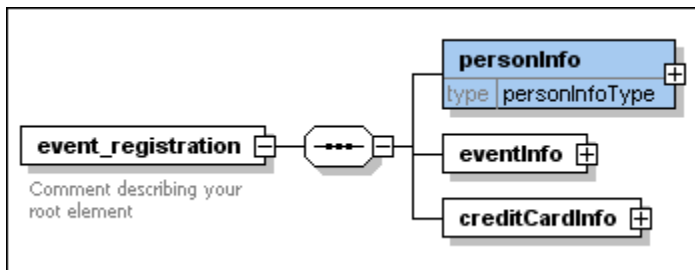 personInfo
type personInfoType
event_registration
eventInfo
Comment describing your
root element
creditCardInfo